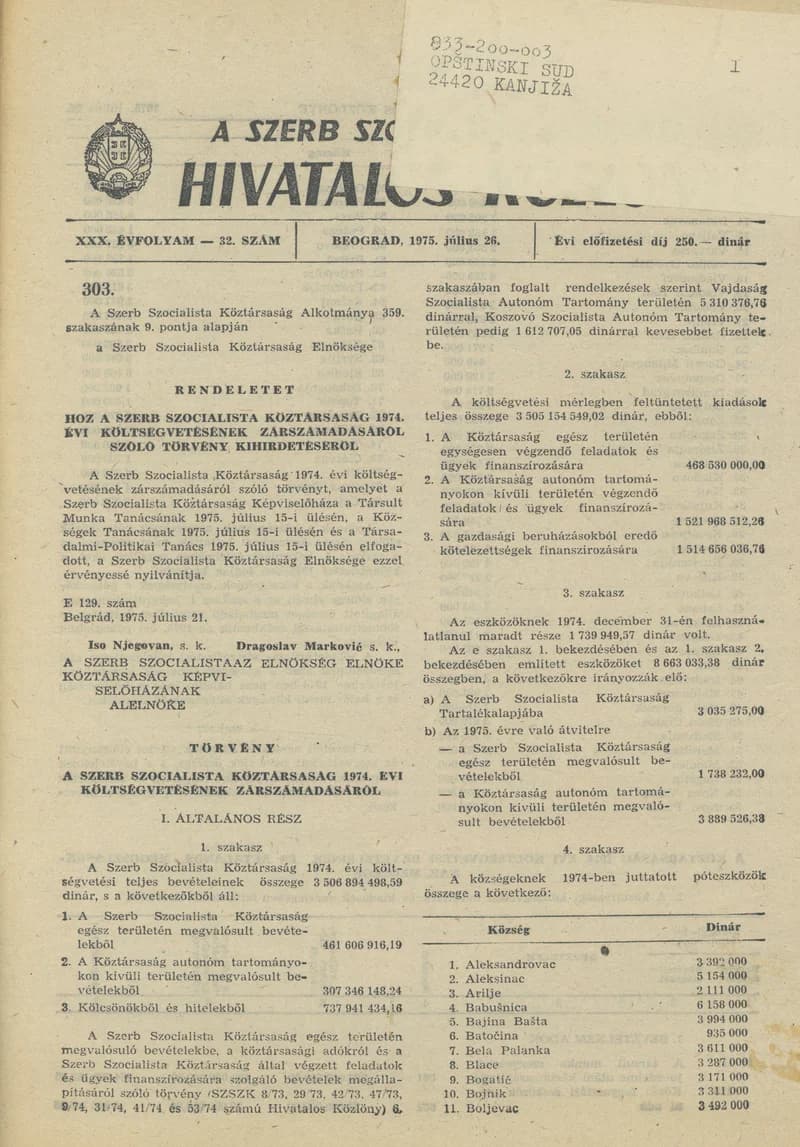 833-200-003
OPŠTINSKI SUD
24420 KANJIŽA
1
A SZERB
HIVATALOS
XXX. ÉVFOLYAM — 32. SZÁM
BEOGRAD, 1975. július 26.
Évi előfizetési díj 250.— dinár
303.
A Szerb Szocialista Köztársaság Alkotmánya 359.
szakaszának 9. pontja alapján
a Szerb Szocialista Köztársaság Elnöksége
RENDELETET
HOZ A SZERB SZOCIALISTA KÖZTÁRSASÁG 1974.
ÉVI KÖLTSÉGVETÉSÉNEK ZÁRSZÁMADÁSÁRÓL
SZÓLÓ TÖRVÉNY KIHIRDETÉSÉRŐL
A Szerb Szocialista Köztársaság 1974. évi költség-
vetésének zárszámadásáról szóló törvényt, amelyet a
Szerb Szocialista Köztársaság Képviselőháza a Társult
Munka Tanácsának 1975. július 15-i ülésén, a Köz-
ségek Tanácsának 1975. július 15-i ülésén és a Társa-
dalmi-Politikai Tanács 1975. július 15-i ülésén elfoga-
dott, a Szerb Szocialista Köztársaság Elnöksége ezzel
érvényessé nyilvánítja.
E 129. szám
Belgrád, 1975. július 21.
Iso Njegovan, s. k. Dragoslav Marković s. k.,
A SZERB SZOCIALISTAAZ ELNÖKSÉG ELNÖKE
KÖZTÁRSASÁG KÉPVI-
SELŐHÁZÁNAK
ALELNÖKE
TÖRVÉNY
A SZERB SZOCIALISTA KÖZTÁRSASÁG 1974. ÉVI
KÖLTSÉGVETÉSÉNEK ZÁRSZÁMADÁSÁRÓL
I. ÁLTALÁNOS RÉSZ
1. szakasz
A Szerb Szocialista Köztársaság 1974. évi költ-
ségvetési teljes bevételeinek összege 3 506 894 498,59
dinár, s a következőkből áll:
1. A Szerb Szocialista Köztársaság
egész területén megvalósult bevéte-
lekből 461 606 916,19
2. A Köztársaság autonóm tartományo-
kon kívüli területén megvalósult be-
vételekből 307 346 148,24
3. Kölcsönökből és hitelekből 737 941 434,16
A Szerb Szocialista Köztársaság egész területén
megvalósuló bevételekbe, a köztársasági adókról és a
Szerb Szocialista Köztársaság által végzett feladatok
és ügyek finanszírozására szolgáló bevételek megálla-
pításáról szóló törvény (SZSZK 8/73, 29/73, 42/73, 47/73,
9/74, 31/74, 41/74 és 53/74 számú Hivatalos Közlöny) 6.
szakaszában foglalt rendelkezések szerint Vajdaság
Szocialista Autonóm Tartomány területén 5 310 376,76
dinárral, Koszovó Szocialista Autonóm Tartomány te-
rületén pedig 1 612 707,05 dinárral kevesebbet fizettek
be.
2. szakasz
A költségvetési mérlegben feltüntetett kiadások
teljes összege 3 505 154 549,02 dinár, ebből:
1. A Köztársaság egész területén
egységesen végzendő feladatok és
ügyek finanszírozására 468 530 000,00
2. A Köztársaság autonóm tartomá-
nyokon kívüli területén végzendő
feladatok és ügyek finanszírozá-
sára 1 521 968 512,26
3. A gazdasági beruházásokból eredő
kötelezettségek finanszírozására 1 514 656 036,76
3. szakasz
Az eszközöknek 1974. december 31-én felhaszná-
latlanul maradt része 1 739 949,57 dinár volt.
Az e szakasz 1. bekezdésében és az 1. szakasz 2.
bekezdésében említett eszközöket 8 663 033,38 dinár
összegben, a következőkre irányozzák elő:
a) A Szerb Szocialista Köztársaság
Tartalékalapjába 3 035 275,00
b) Az 1975. évre való átvitelre
— a Szerb Szocialista Köztársaság
egész területén megvalósult be-
vételekből 1 738 232,00
— a Köztársaság autonóm tartomá-
nyokon kívüli területén megvaló-
sult bevételekből 3 889 526,38
4. szakasz
A községeknek 1974-ben juttatott póteszközök
összege a következő:
Község Dinár
1. Aleksandrovac 3 392 000
2. Aleksinac 5 154 000
3. Arilje 2 111 000
4. Babušnica 6 158 000
5. Bajina Bašta 3 994 000
6. Batočina 935 000
7. Bela Palanka 3 611 000
8. Blace 3 287 000
9. Bogatić 3 171 000
10. Bojnik 3 311 000
11. Boljevac 3 492 000